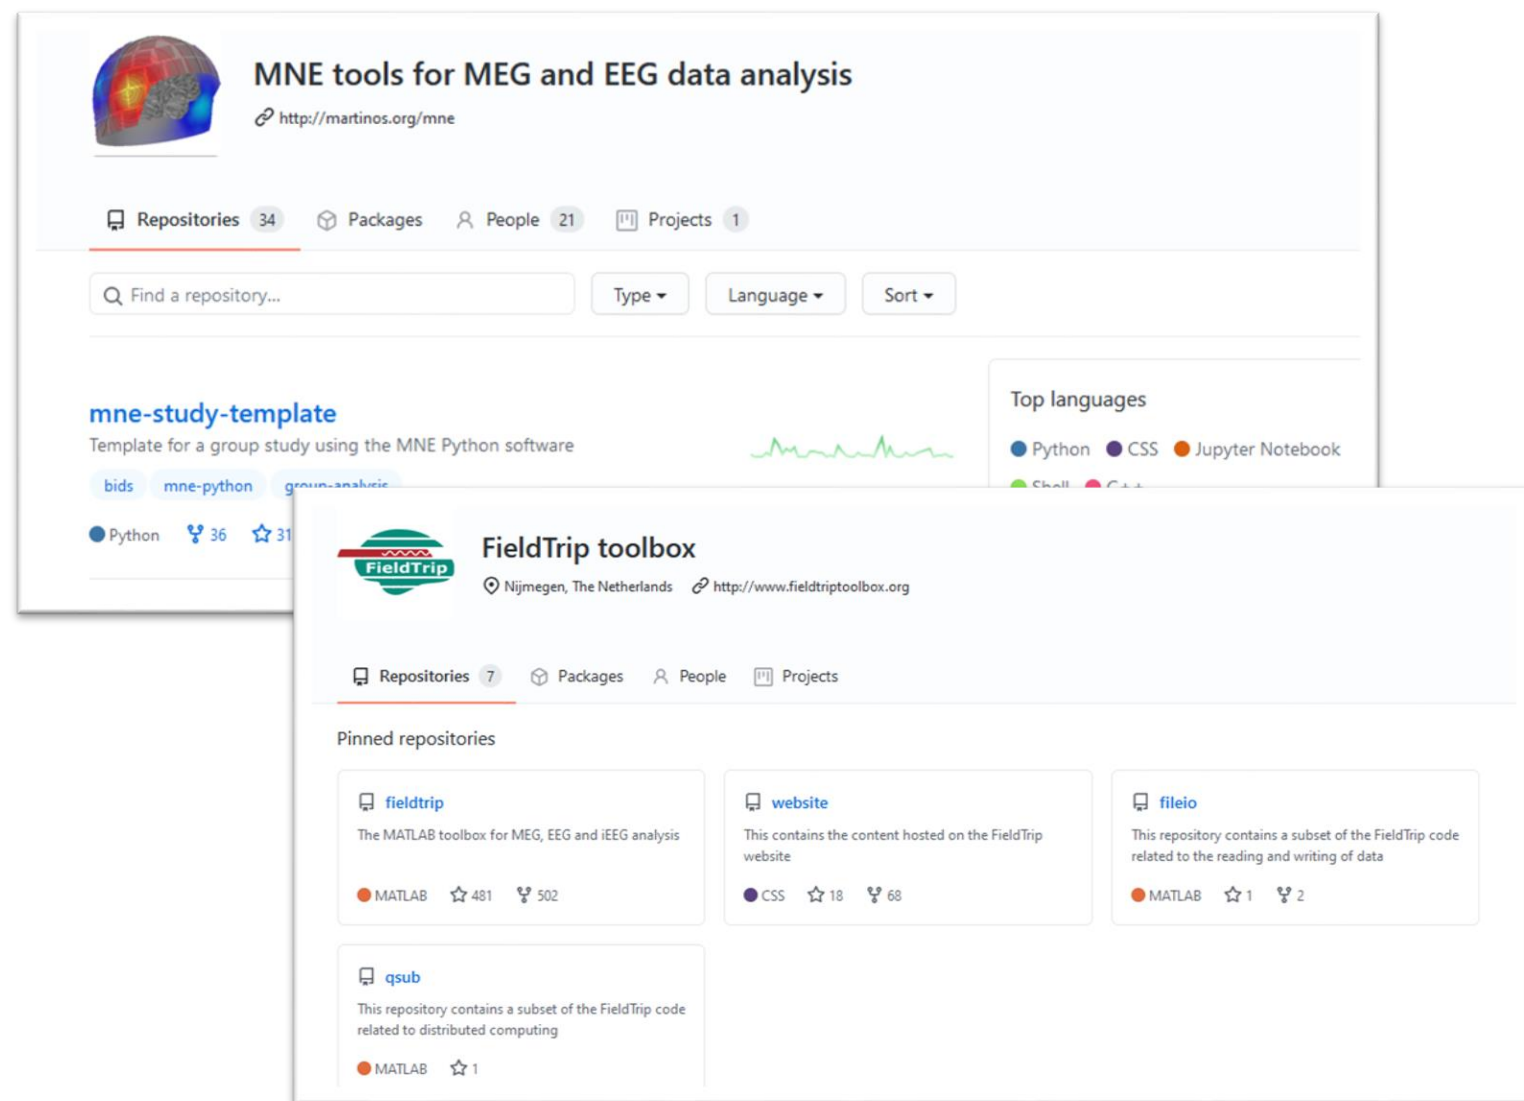 MNE tools for MEG and EEG data analysis
http://martinos.org/mne
Repositories 34 Packages People 21 Projects 1
Find a repository... Type Language Sort
mne-study-template
Template for a group study using the MNE Python software
bids mne-python group-analysis
Python 36 31
Top languages
Python CSS Jupyter Notebook
Shell C++
FieldTrip
FieldTrip toolbox
Nijmegen, The Netherlands http://www.fieldtriptoolbox.org
Repositories 7 Packages People Projects
Pinned repositories
fieldtrip
The MATLAB toolbox for MEG, EEG and iEEG analysis
MATLAB 481 502
website
This contains the content hosted on the FieldTrip
website
CSS 18 68
fileio
This repository contains a subset of the FieldTrip code
related to the reading and writing of data
MATLAB 1 2
qsub
This repository contains a subset of the FieldTrip code
related to distributed computing
MATLAB 1